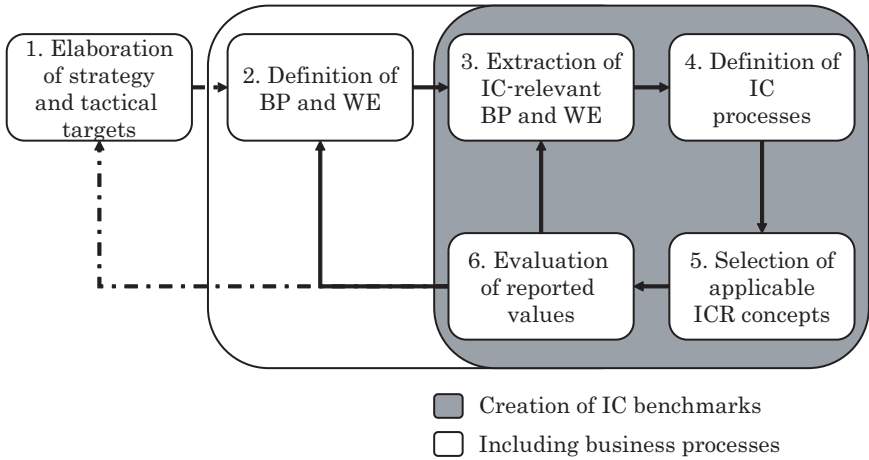 1. Elaboration
of strategy
and tactical
targets
2. Definition of
BP and WE
3. Extraction of
IC-relevant
BP and WE
4. Definition of
IC
processes
6. Evaluation
of reported
values
5. Selection of
applicable
ICR concepts
Creation of IC benchmarks
Including business processes